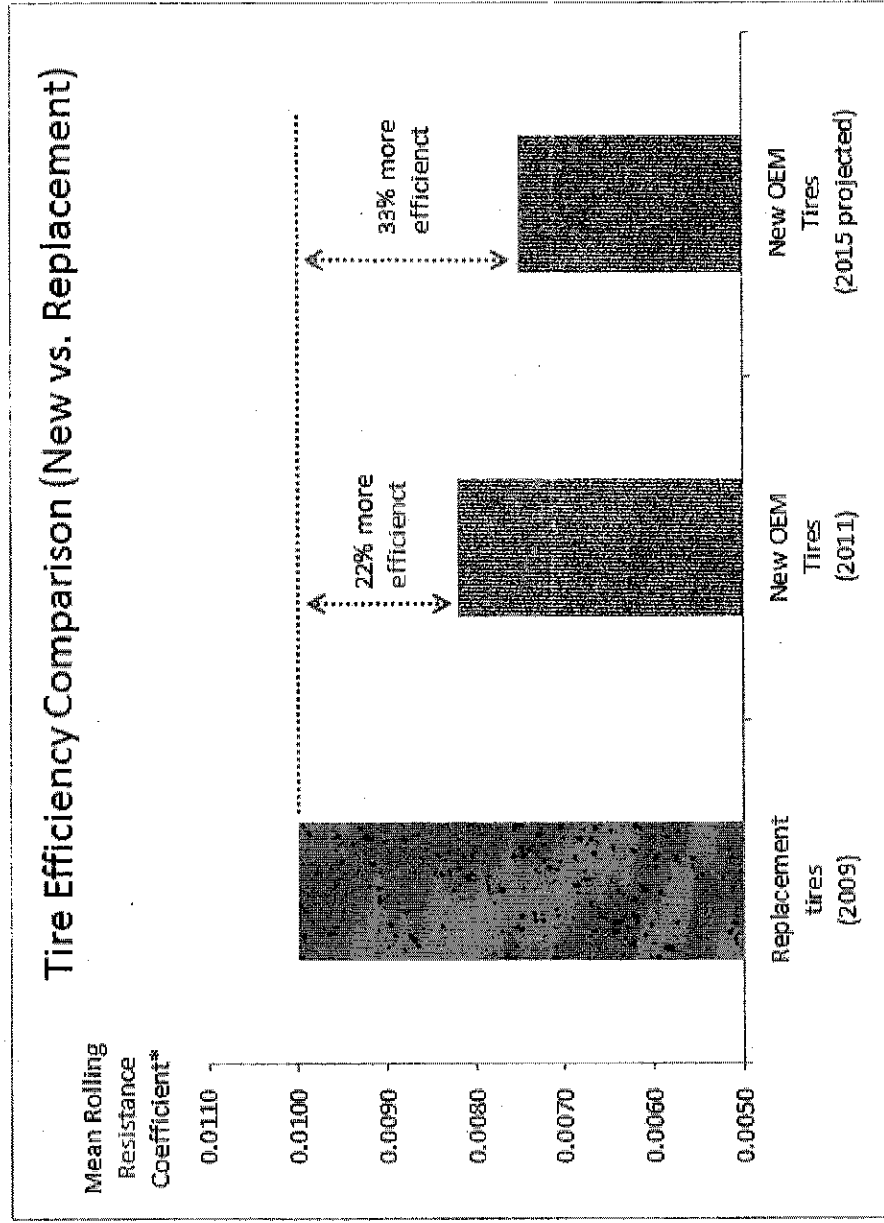 Tire Efficiency Comparison (New vs. Replacement)
Mean Rolling
Resistance
Coefficient*
0.0110
0.0100
0.0090
0.0080
0.0070
0.0060
0.0050
22% more
efficienct
33% more
efficienct
Replacement
tires
(2009)
New OEM
Tires
(2011)
New OEM
Tires
(2015 projected)